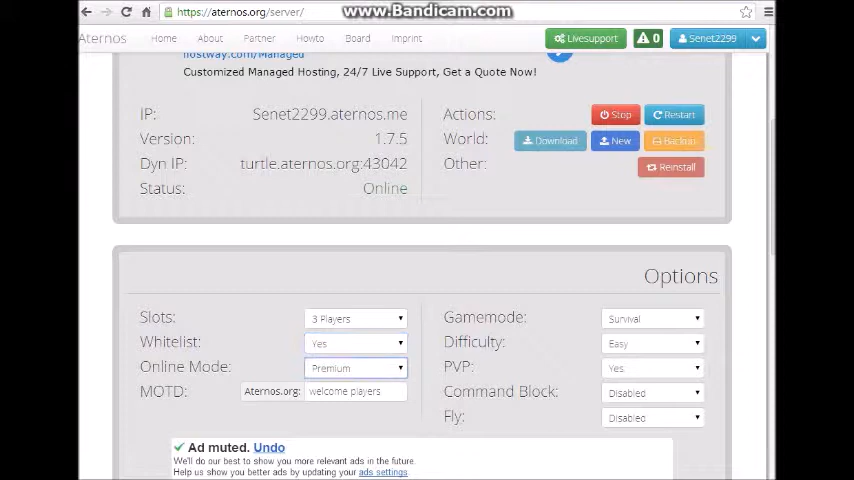 www.Bandicam.com
https://aternos.org/server/
Aternos Home About Partner Howto Board Imprint Livesupport 0 Senet2299
hostway.com/Managed
Customized Managed Hosting, 24/7 Live Support, Get a Quote Now!
IP: Senet2299.aternos.me
Version: 1.7.5
Dyn IP: turtle.aternos.org:43042
Status: Online
Actions: Stop Restart
World: Download New Backup
Other: Reinstall
Options
Slots: 3 Players
Whitelist: Yes
Online Mode: Premium
MOTD: Aternos.org: welcome players
Gamemode: Survival
Difficulty: Easy
PVP: Yes
Command Block: Disabled
Fly: Disabled
Ad muted. Undo
We'll do our best to show you more relevant ads in the future.
Help us show you better ads by updating your ads settings